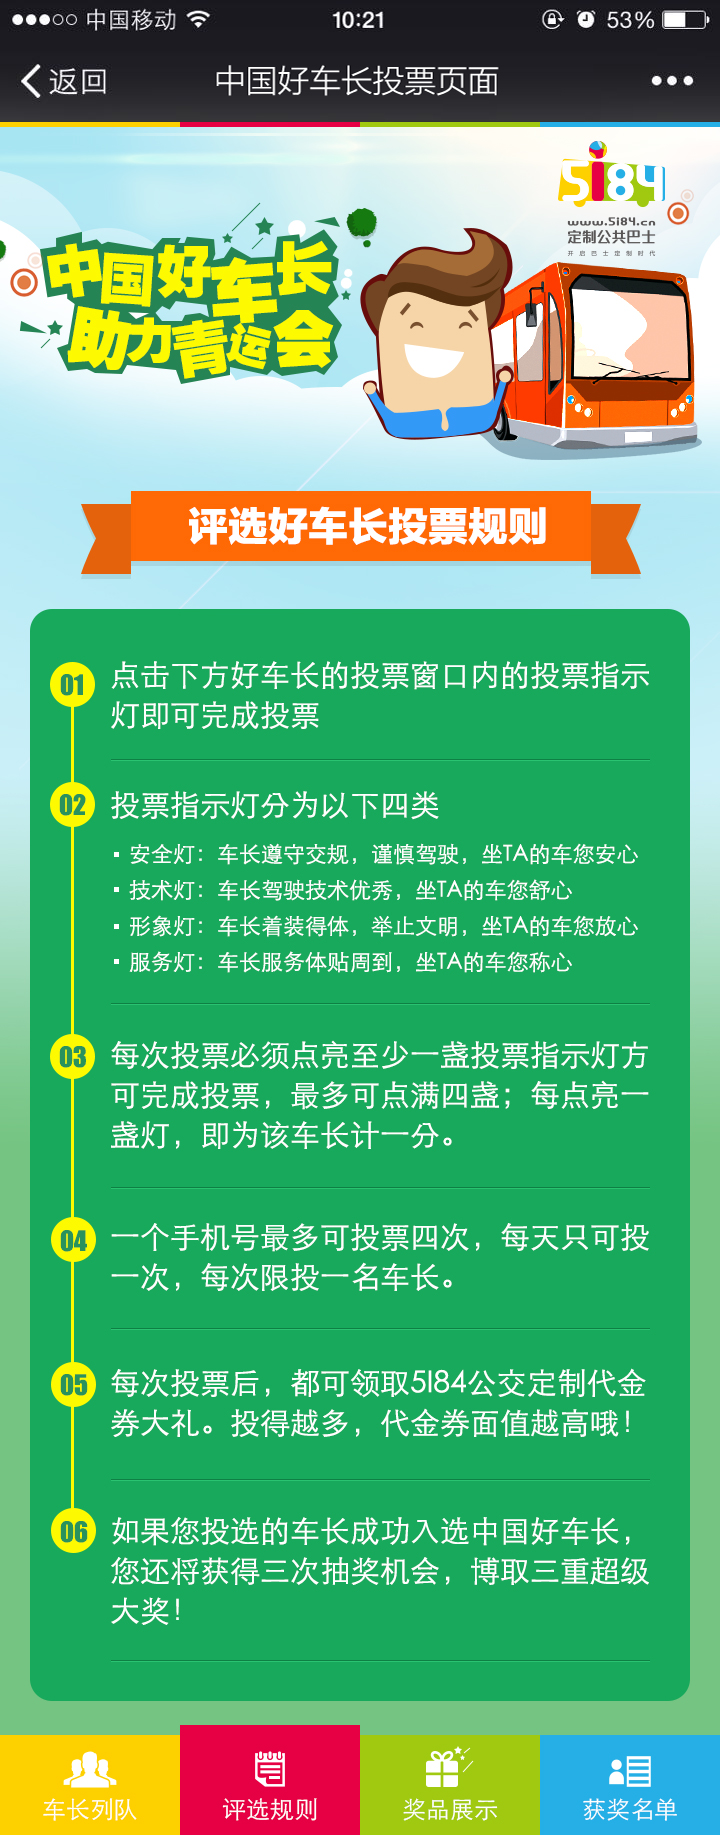 中国移动 10:21 53%
返回 中国好车长投票页面
5i84
www.5i84.cn
定制公共巴士
开启巴士定制时代
中国好车长
助力青运会
评选好车长投票规则
01 点击下方好车长的投票窗口内的投票指示
灯即可完成投票
02 投票指示灯分为以下四类
安全灯：车长遵守交规，谨慎驾驶，坐TA的车您安心
技术灯：车长驾驶技术优秀，坐TA的车您舒心
形象灯：车长着装得体，举止文明，坐TA的车您放心
服务灯：车长服务体贴周到，坐TA的车您称心
03 每次投票必须点亮至少一盏投票指示灯方
可完成投票，最多可点满四盏；每点亮一
盏灯，即为该车长计一分。
04 一个手机号最多可投票四次，每天只可投
一次，每次限投一名车长。
05 每次投票后，都可领取5I84公交定制代金
券大礼。投得越多，代金券面值越高哦！
06 如果您投选的车长成功入选中国好车长，
您还将获得三次抽奖机会，博取三重超级
大奖！
车长列队 评选规则 奖品展示 获奖名单